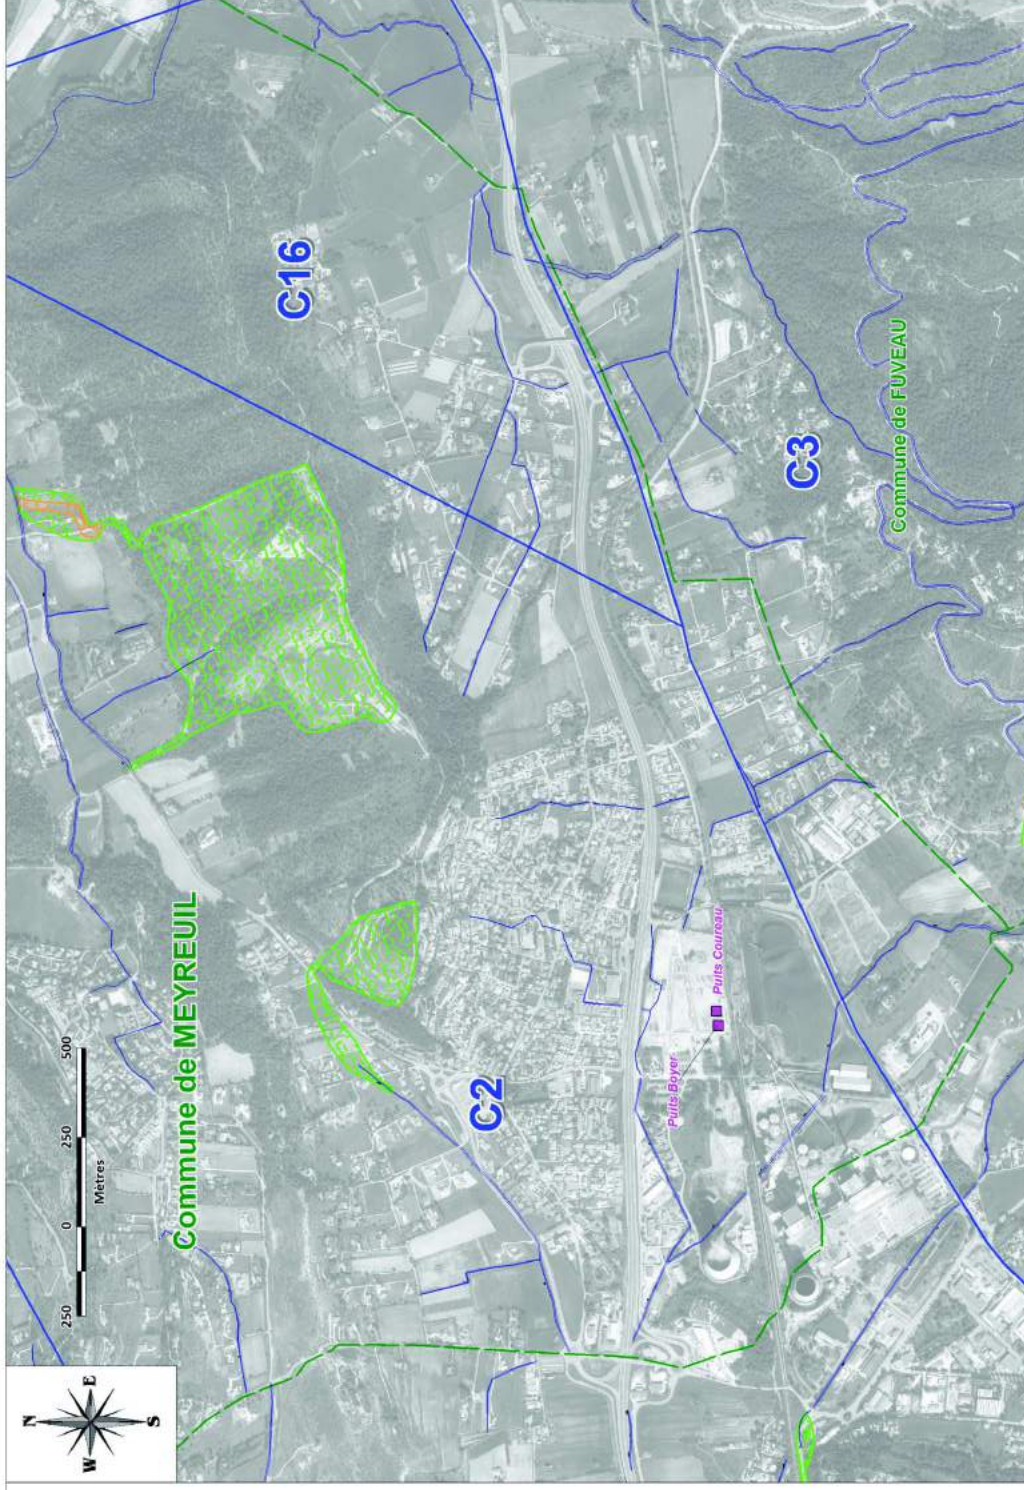 N
W E
S
250 0 250 500
Mètres
Commune de MEYREUIL
C16
C2
C3
Commune de FUVEAU
Puits Boyer
Puits Coureau